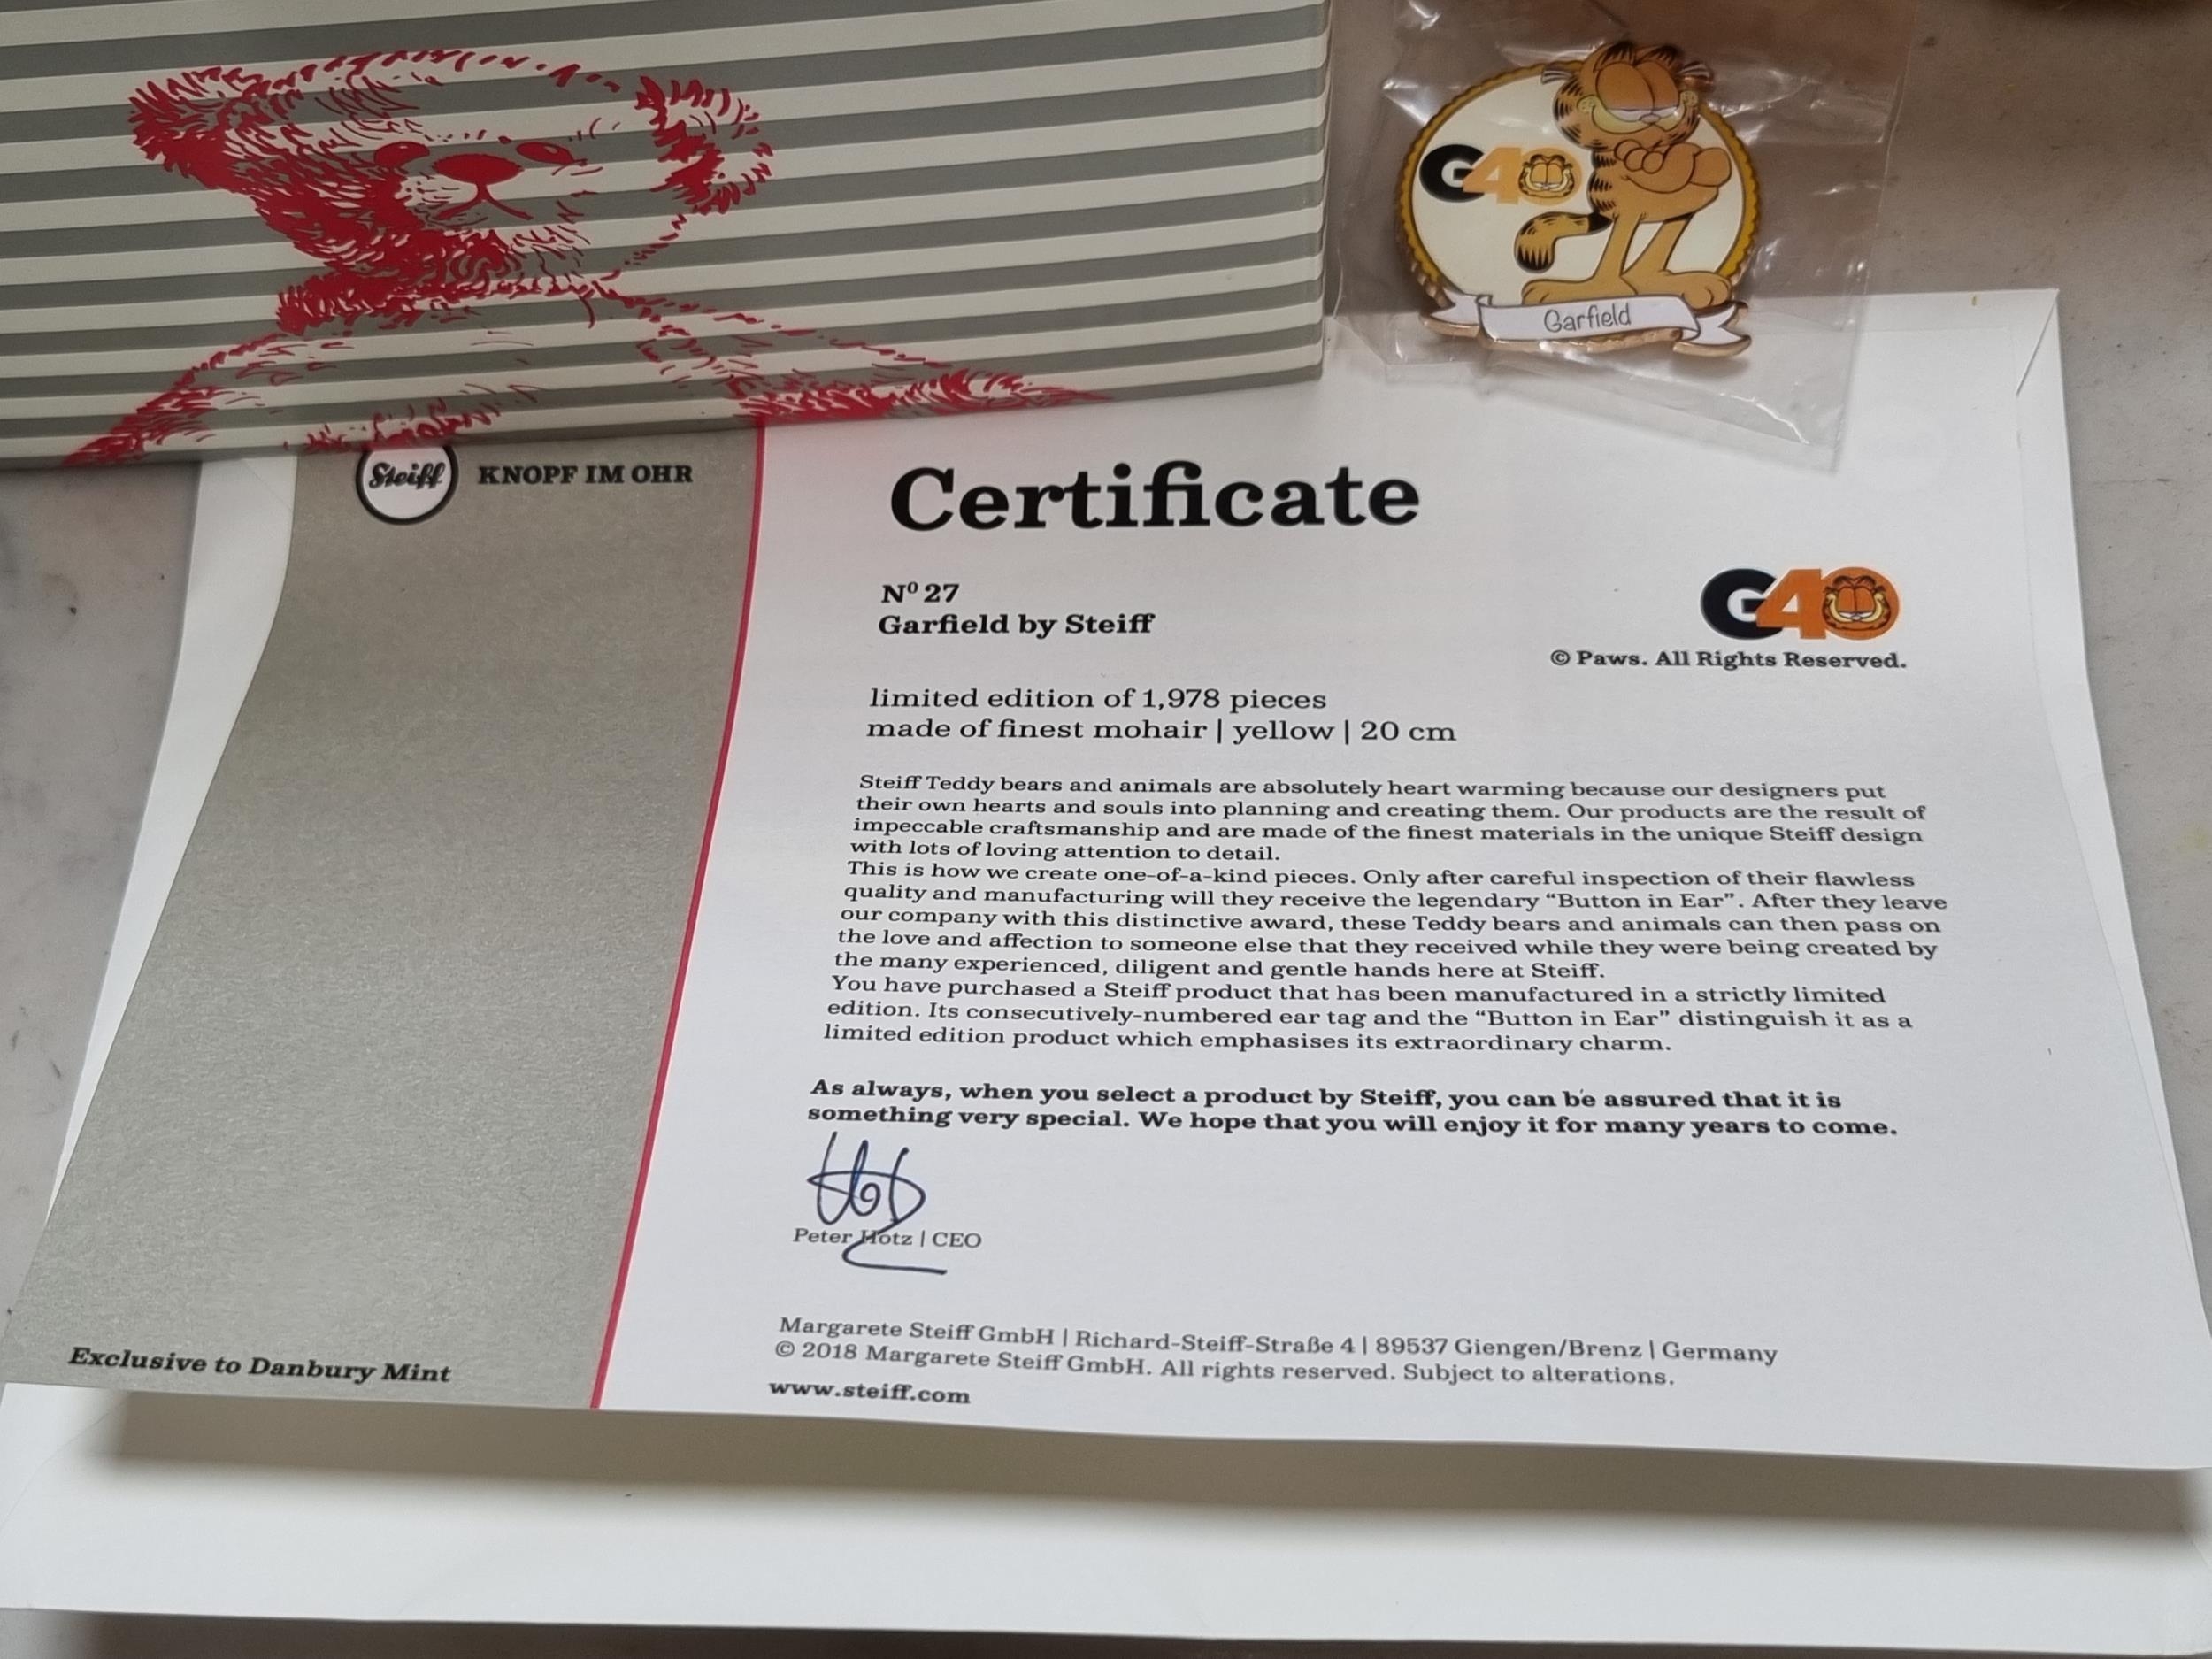 G40
Garfield
Steiff KNOPF IM OHR
Certificate
Nº 27
Garfield by Steiff
G40
© Paws. All Rights Reserved.
limited edition of 1,978 pieces
made of finest mohair | yellow | 20 cm
Steiff Teddy bears and animals are absolutely heart warming because our designers put
their own hearts and souls into planning and creating them. Our products are the result of
impeccable craftsmanship and are made of the finest materials in the unique Steiff design
with lots of loving attention to detail.
This is how we create one-of-a-kind pieces. Only after careful inspection of their flawless
quality and manufacturing will they receive the legendary “Button in Ear”. After they leave
our company with this distinctive award, these Teddy bears and animals can then pass on
the love and affection to someone else that they received while they were being created by
the many experienced, diligent and gentle hands here at Steiff.
You have purchased a Steiff product that has been manufactured in a strictly limited
edition. Its consecutively-numbered ear tag and the “Button in Ear” distinguish it as a
limited edition product which emphasises its extraordinary charm.
As always, when you select a product by Steiff, you can be assured that it is
something very special. We hope that you will enjoy it for many years to come.
Peter Hotz | CEO
Margarete Steiff GmbH | Richard-Steiff-Straße 4 | 89537 Giengen/Brenz | Germany
© 2018 Margarete Steiff GmbH. All rights reserved. Subject to alterations.
www.steiff.com
Exclusive to Danbury Mint